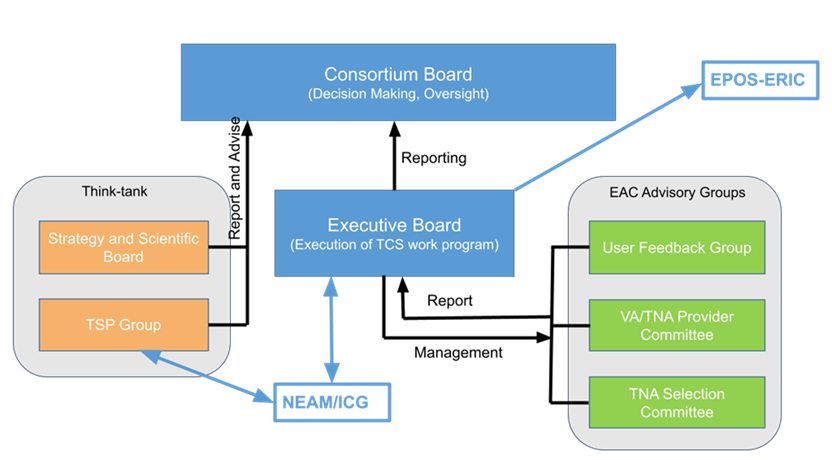 Consortium Board
(Decision Making, Oversight)
EPOS-ERIC
Report and Advise
Reporting
Think-tank
Strategy and Scientific
Board
TSP Group
Executive Board
(Execution of TCS work program)
EAC Advisory Groups
User Feedback Group
VA/TNA Provider
Committee
TNA Selection
Committee
Report
Management
NEAM/ICG